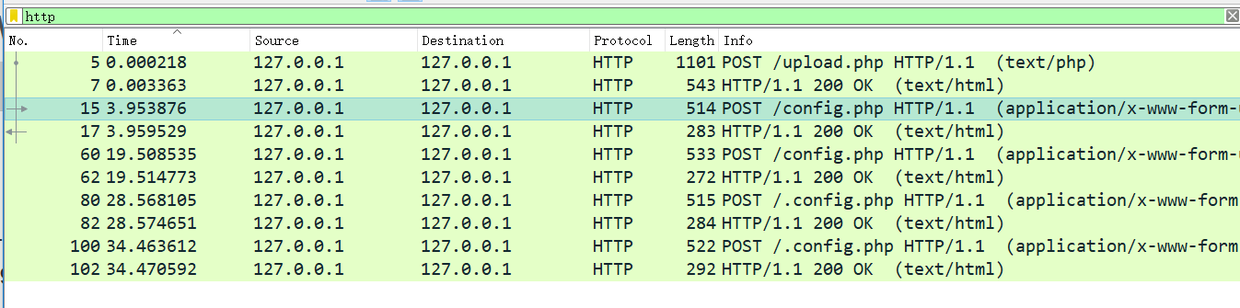 http
No. Time Source Destination Protocol Length Info
5 0.000218 127.0.0.1 127.0.0.1 HTTP 1101 POST /upload.php HTTP/1.1 (text/php)
7 0.003363 127.0.0.1 127.0.0.1 HTTP 543 HTTP/1.1 200 OK (text/html)
15 3.953876 127.0.0.1 127.0.0.1 HTTP 514 POST /config.php HTTP/1.1 (application/x-www-form-
17 3.959529 127.0.0.1 127.0.0.1 HTTP 283 HTTP/1.1 200 OK (text/html)
60 19.508535 127.0.0.1 127.0.0.1 HTTP 533 POST /config.php HTTP/1.1 (application/x-www-form-
62 19.514773 127.0.0.1 127.0.0.1 HTTP 272 HTTP/1.1 200 OK (text/html)
80 28.568105 127.0.0.1 127.0.0.1 HTTP 515 POST /.config.php HTTP/1.1 (application/x-www-form
82 28.574651 127.0.0.1 127.0.0.1 HTTP 284 HTTP/1.1 200 OK (text/html)
100 34.463612 127.0.0.1 127.0.0.1 HTTP 522 POST /.config.php HTTP/1.1 (application/x-www-form
102 34.470592 127.0.0.1 127.0.0.1 HTTP 292 HTTP/1.1 200 OK (text/html)